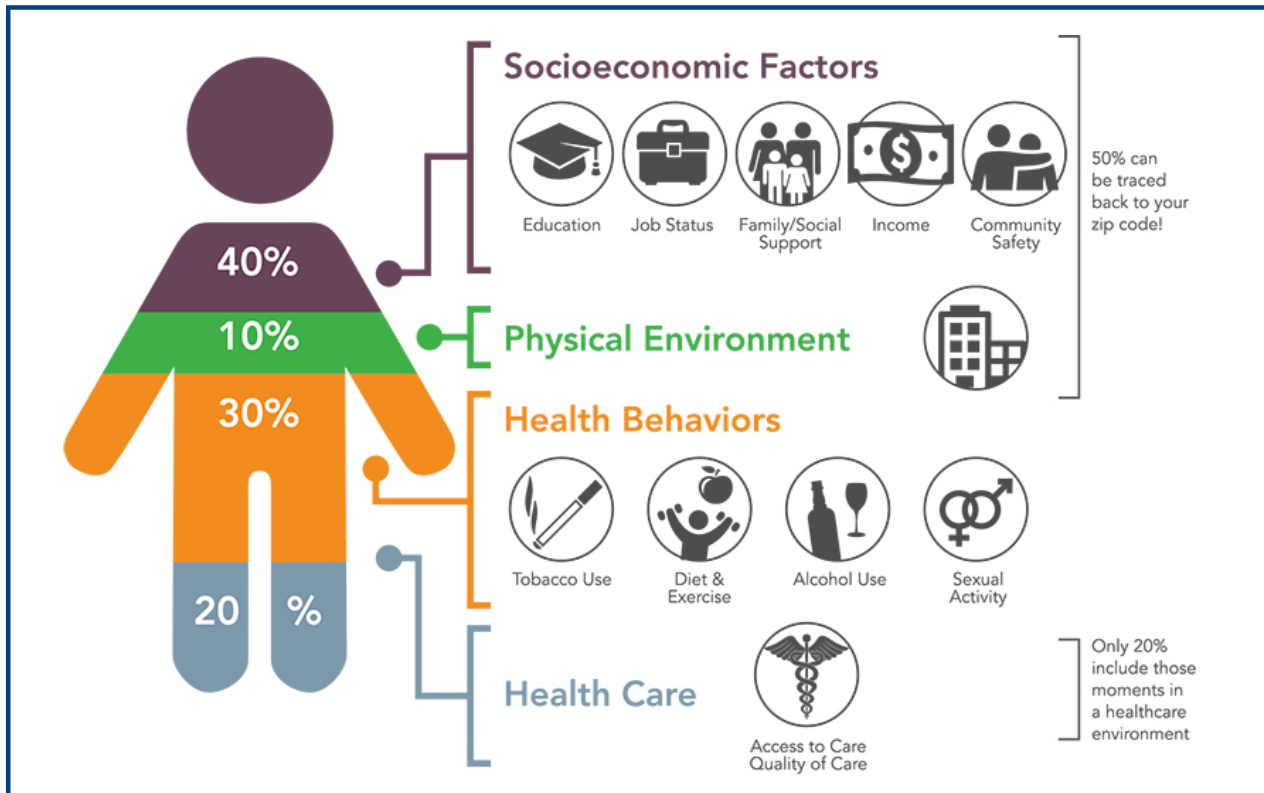 Socioeconomic Factors
Education
Job Status
Family/Social
Support
Income
Community
Safety
50% can
be traced
back to your
zip code!
40%
10%
Physical Environment
30%
Health Behaviors
Tobacco Use
Diet &
Exercise
Alcohol Use
Sexual
Activity
20 %
Health Care
Access to Care
Quality of Care
Only 20%
include those
moments in
a healthcare
environment